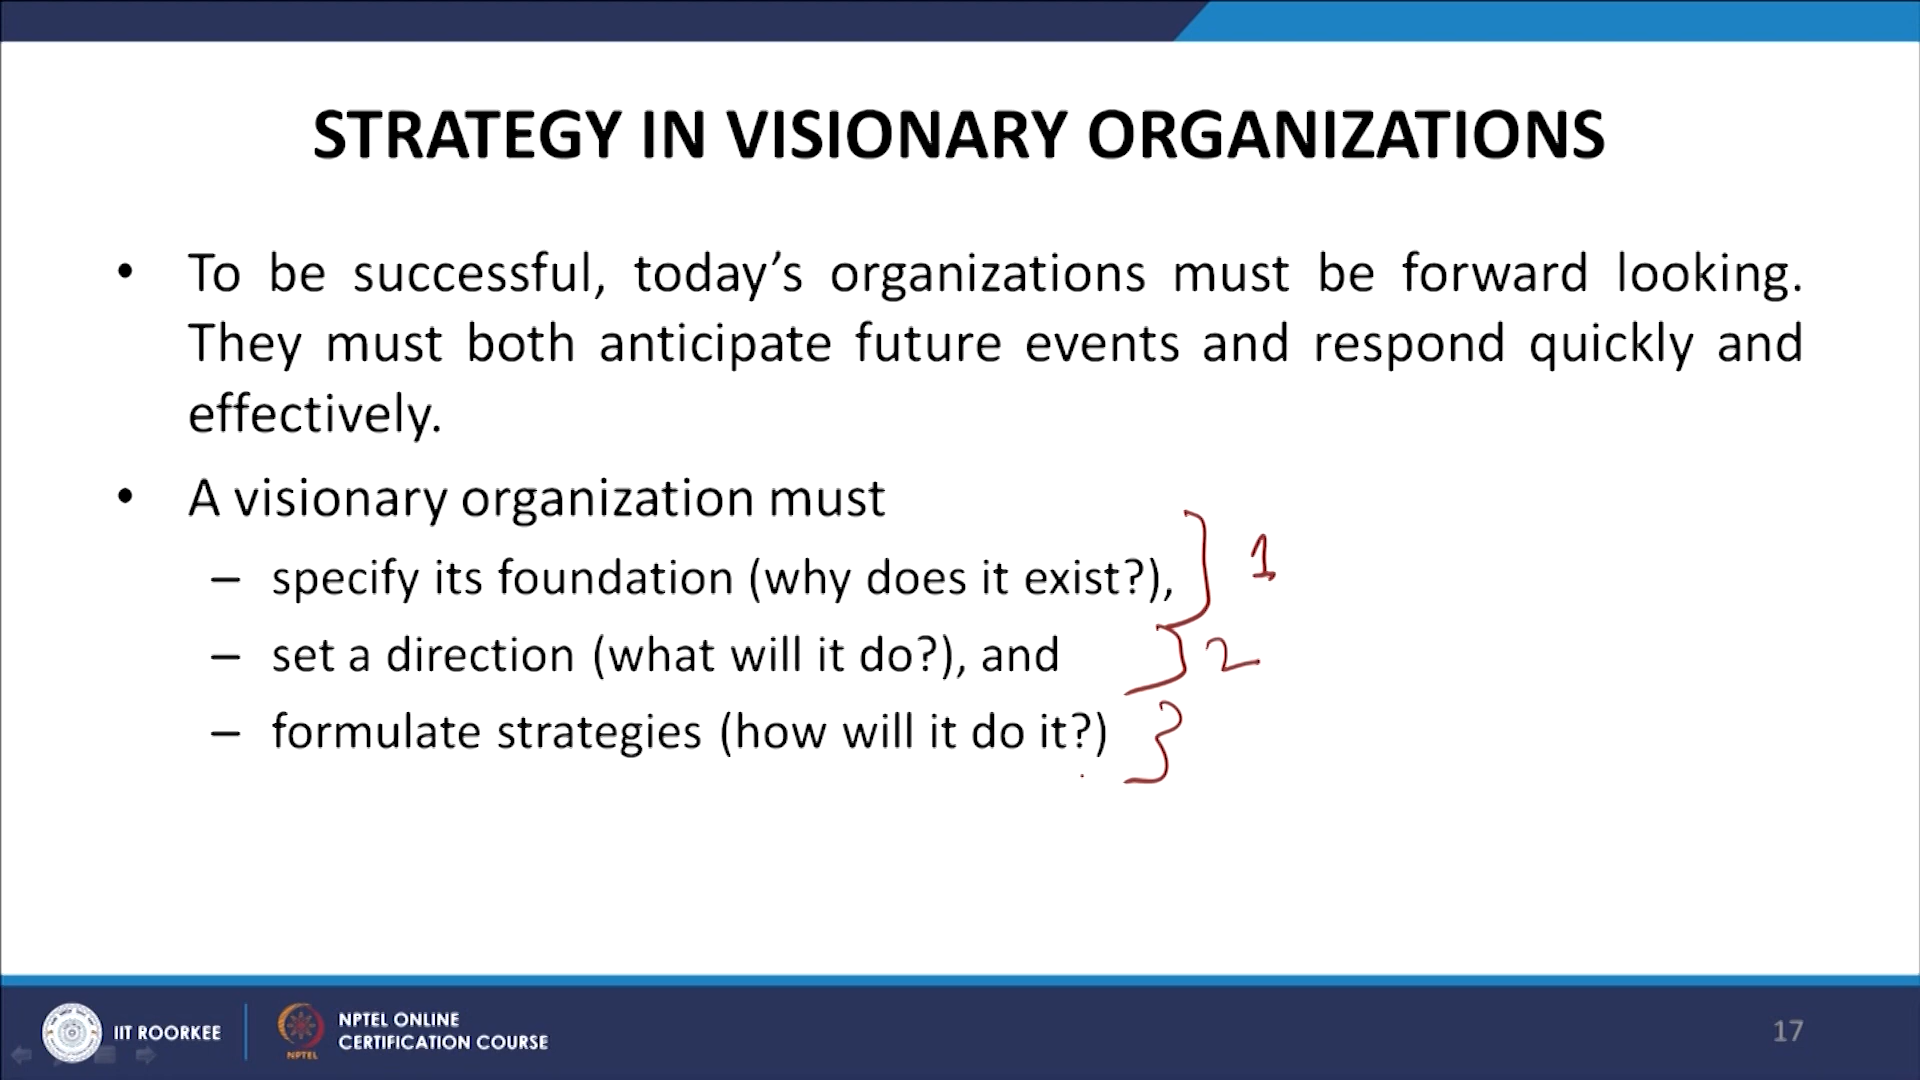 STRATEGY IN VISIONARY ORGANIZATIONS
• To be successful, today’s organizations must be forward looking.
They must both anticipate future events and respond quickly and
effectively.
• A visionary organization must
– specify its foundation (why does it exist?), 1
– set a direction (what will it do?), and 2
– formulate strategies (how will it do it?)
IIT ROORKEE
NPTEL
NPTEL ONLINE
CERTIFICATION COURSE
17